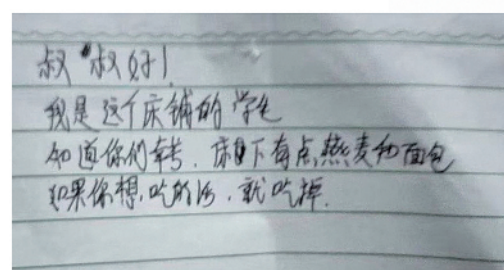 叔叔好!
我是这个床铺的学生
知道你们辛苦.床下有点燕麦和面包
如果你想吃的话,就吃掉.